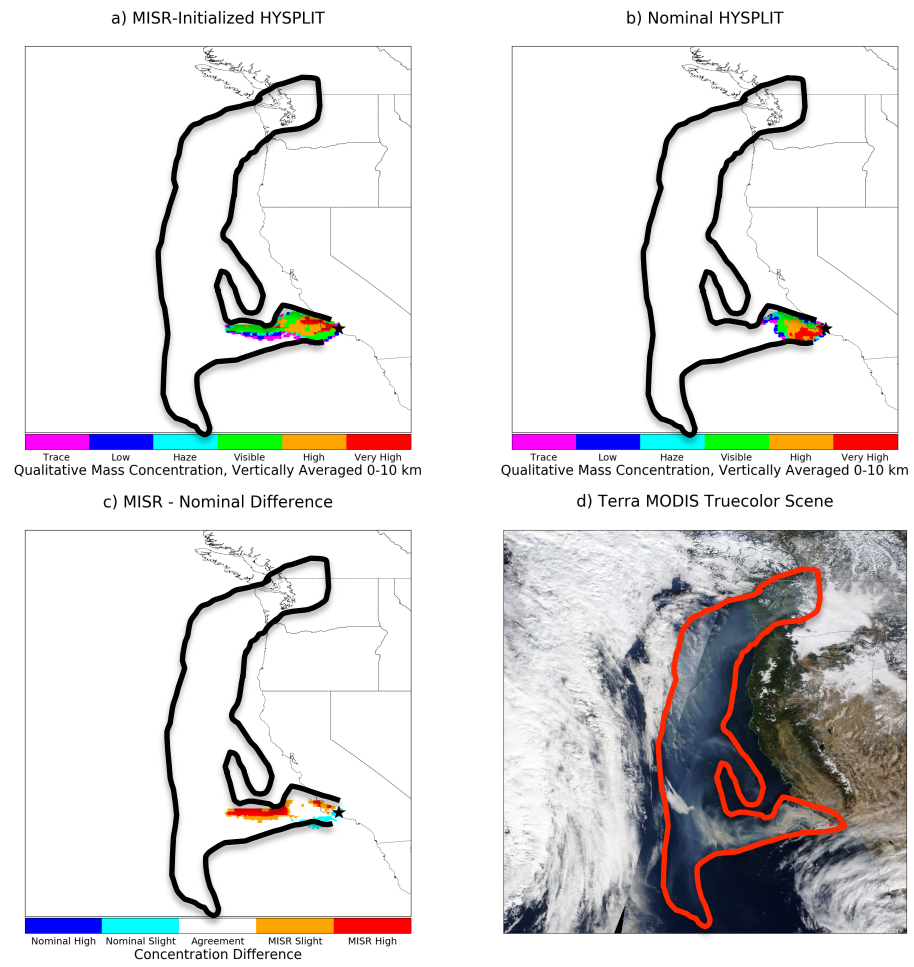 a) MISR-Initialized HYSPLIT
b) Nominal HYSPLIT
Trace Low Haze Visible High Very High
Qualitative Mass Concentration, Vertically Averaged 0-10 km
Trace Low Haze Visible High Very High
Qualitative Mass Concentration, Vertically Averaged 0-10 km
c) MISR - Nominal Difference
d) Terra MODIS Truecolor Scene
Nominal High Nominal Slight Agreement MISR Slight MISR High
Concentration Difference